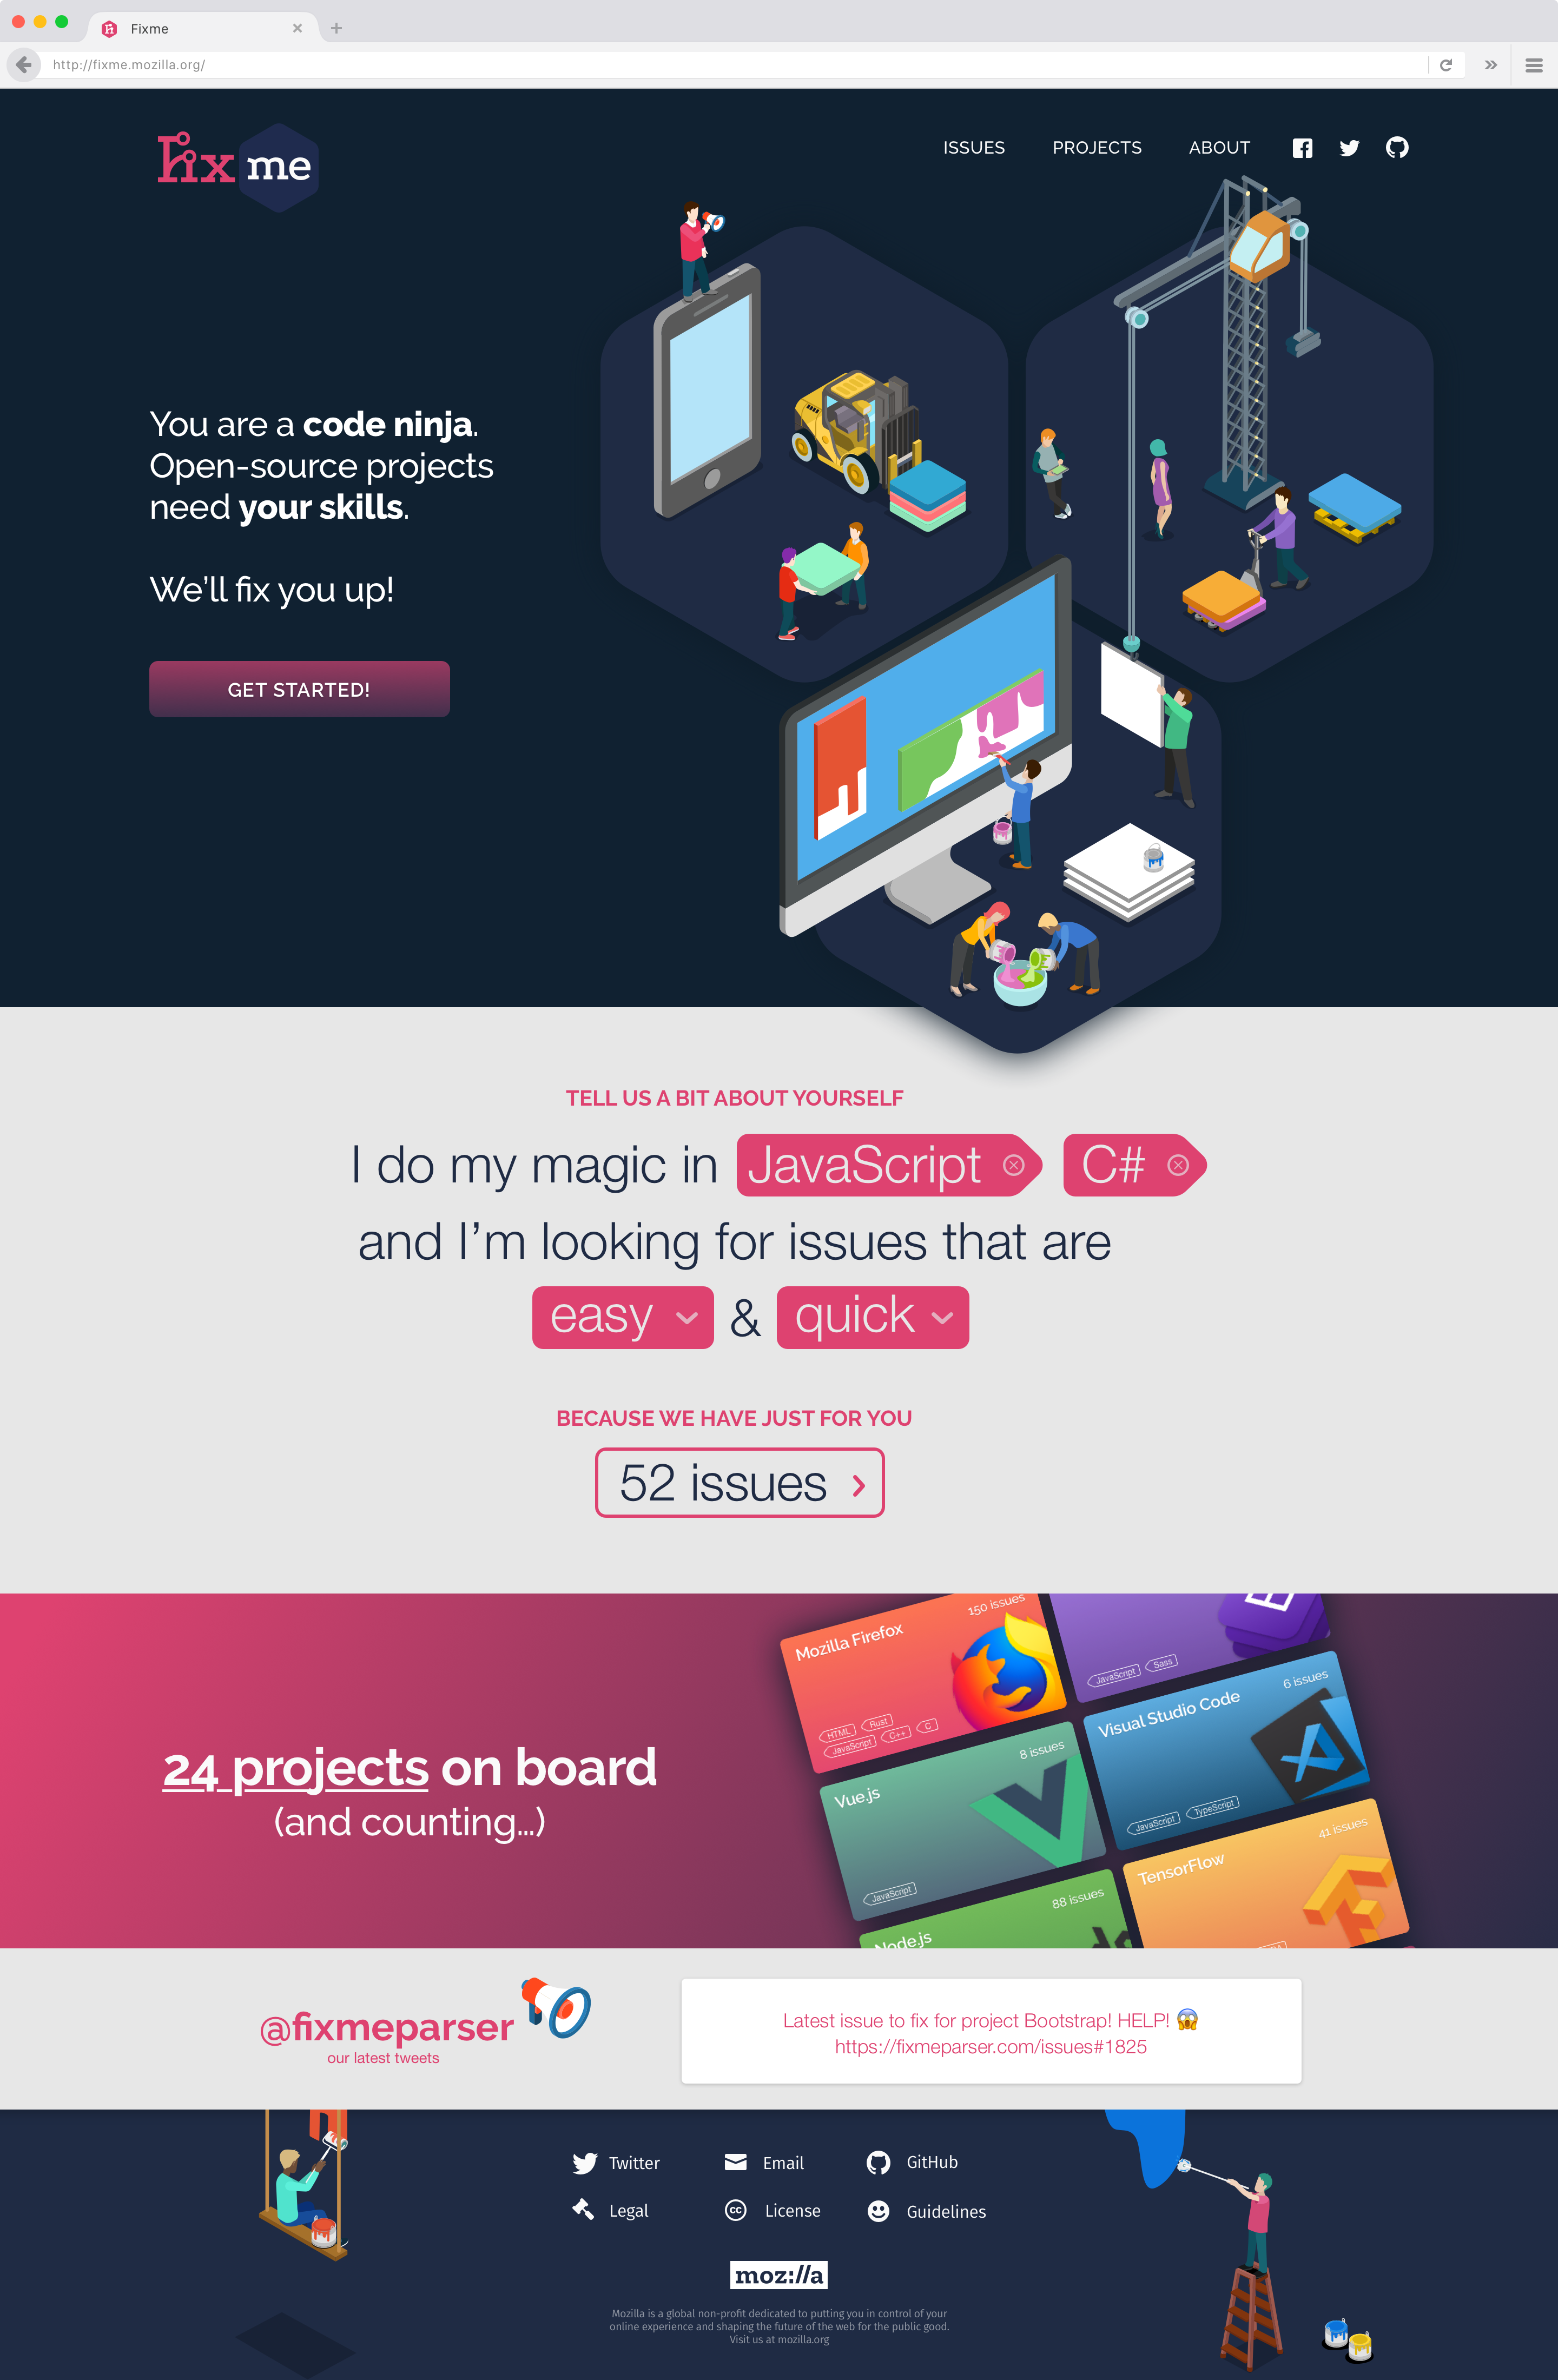 Fixme
http://fixme.mozilla.org/
Fix me
ISSUES PROJECTS ABOUT
You are a code ninja.
Open-source projects
need your skills.
We'll fix you up!
GET STARTED!
TELL US A BIT ABOUT YOURSELF
I do my magic in JavaScript C#
and I'm looking for issues that are
easy & quick
BECAUSE WE HAVE JUST FOR YOU
52 issues
24 projects on board
(and counting...)
Mozilla Firefox
150 issues
HTML Rust
JavaScript C++ C
JavaScript Sass
Vue.js
8 issues
JavaScript
Visual Studio Code
6 issues
JavaScript TypeScript
Node.js
88 issues
TensorFlow
41 issues
@fixmeparser
our latest tweets
Latest issue to fix for project Bootstrap! HELP! 😱
https://fixmeparser.com/issues#1825
Twitter Email GitHub
Legal License Guidelines
moz://a
Mozilla is a global non-profit dedicated to putting you in control of your
online experience and shaping the future of the web for the public good.
Visit us at mozilla.org